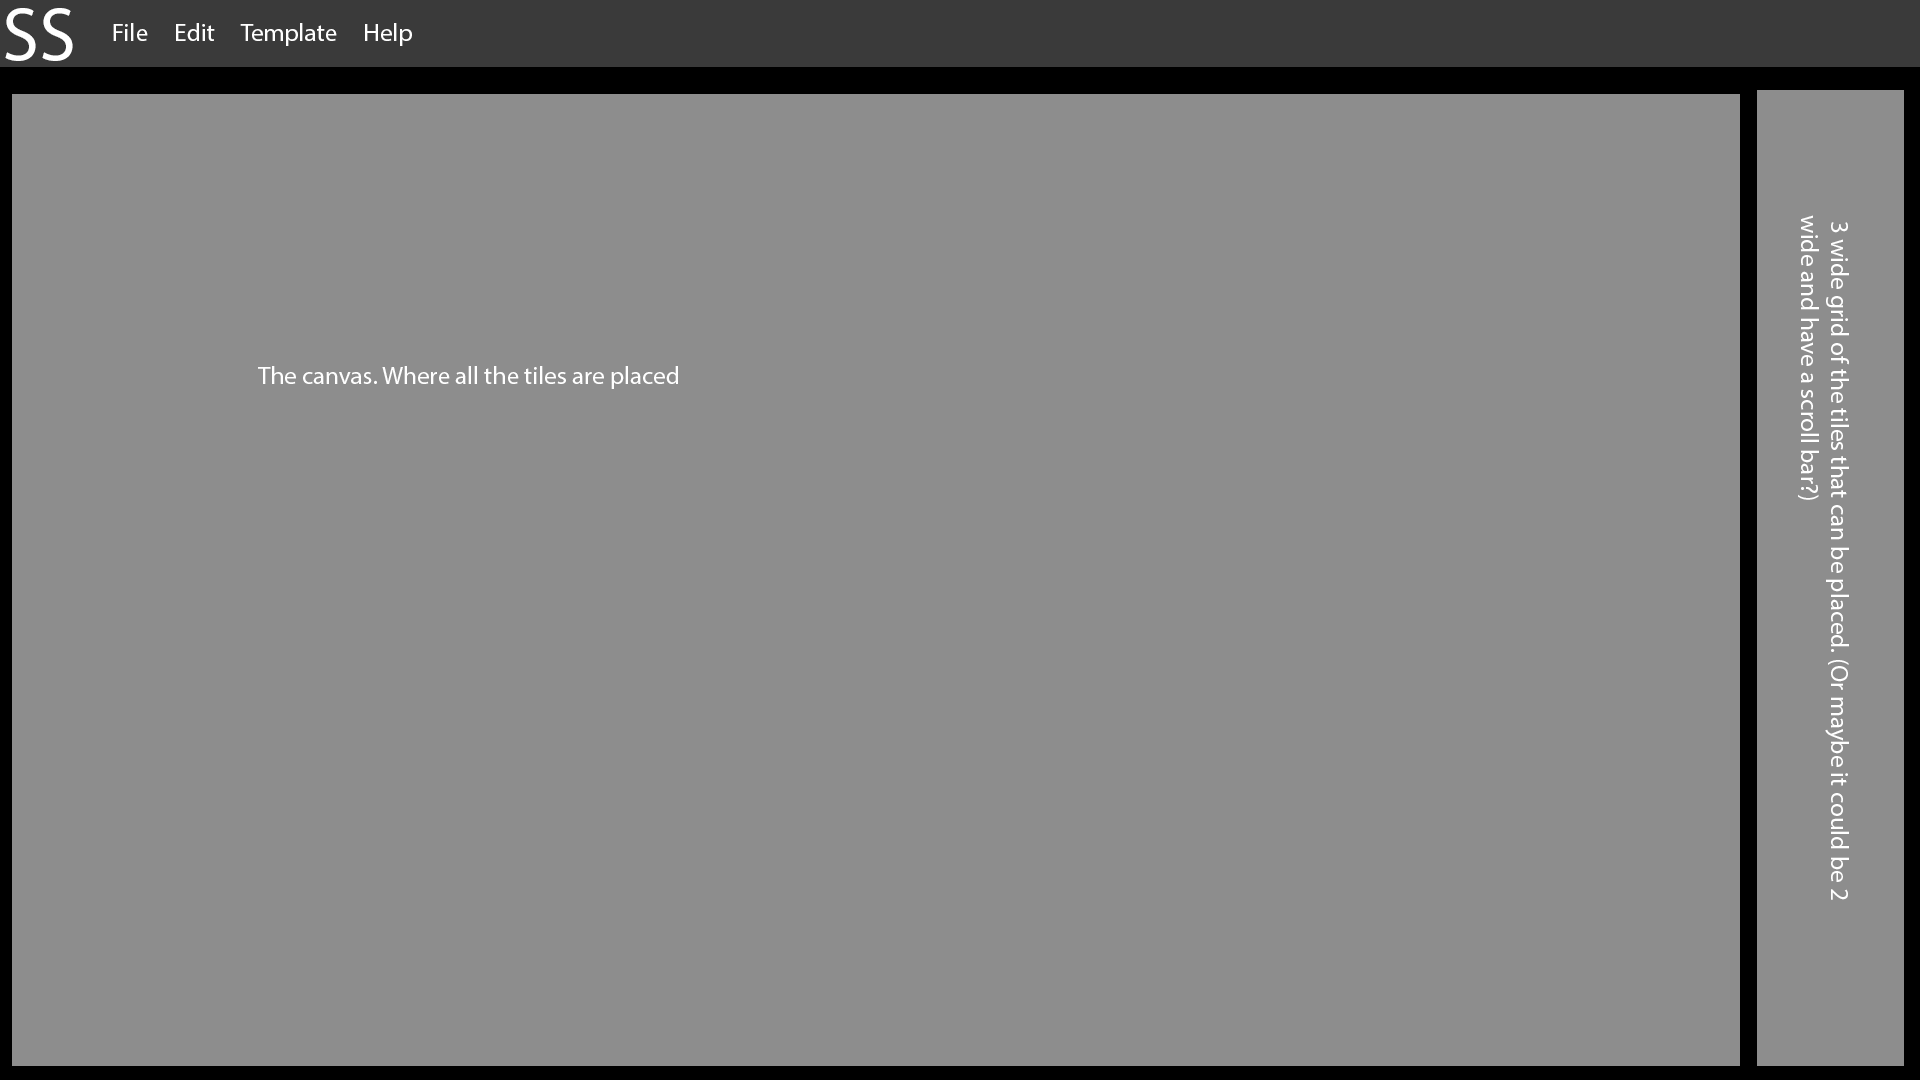 SS File Edit Template Help
The canvas. Where all the tiles are placed
3 wide grid of the tiles that can be placed. (Or maybe it could be 2
wide and have a scroll bar?)